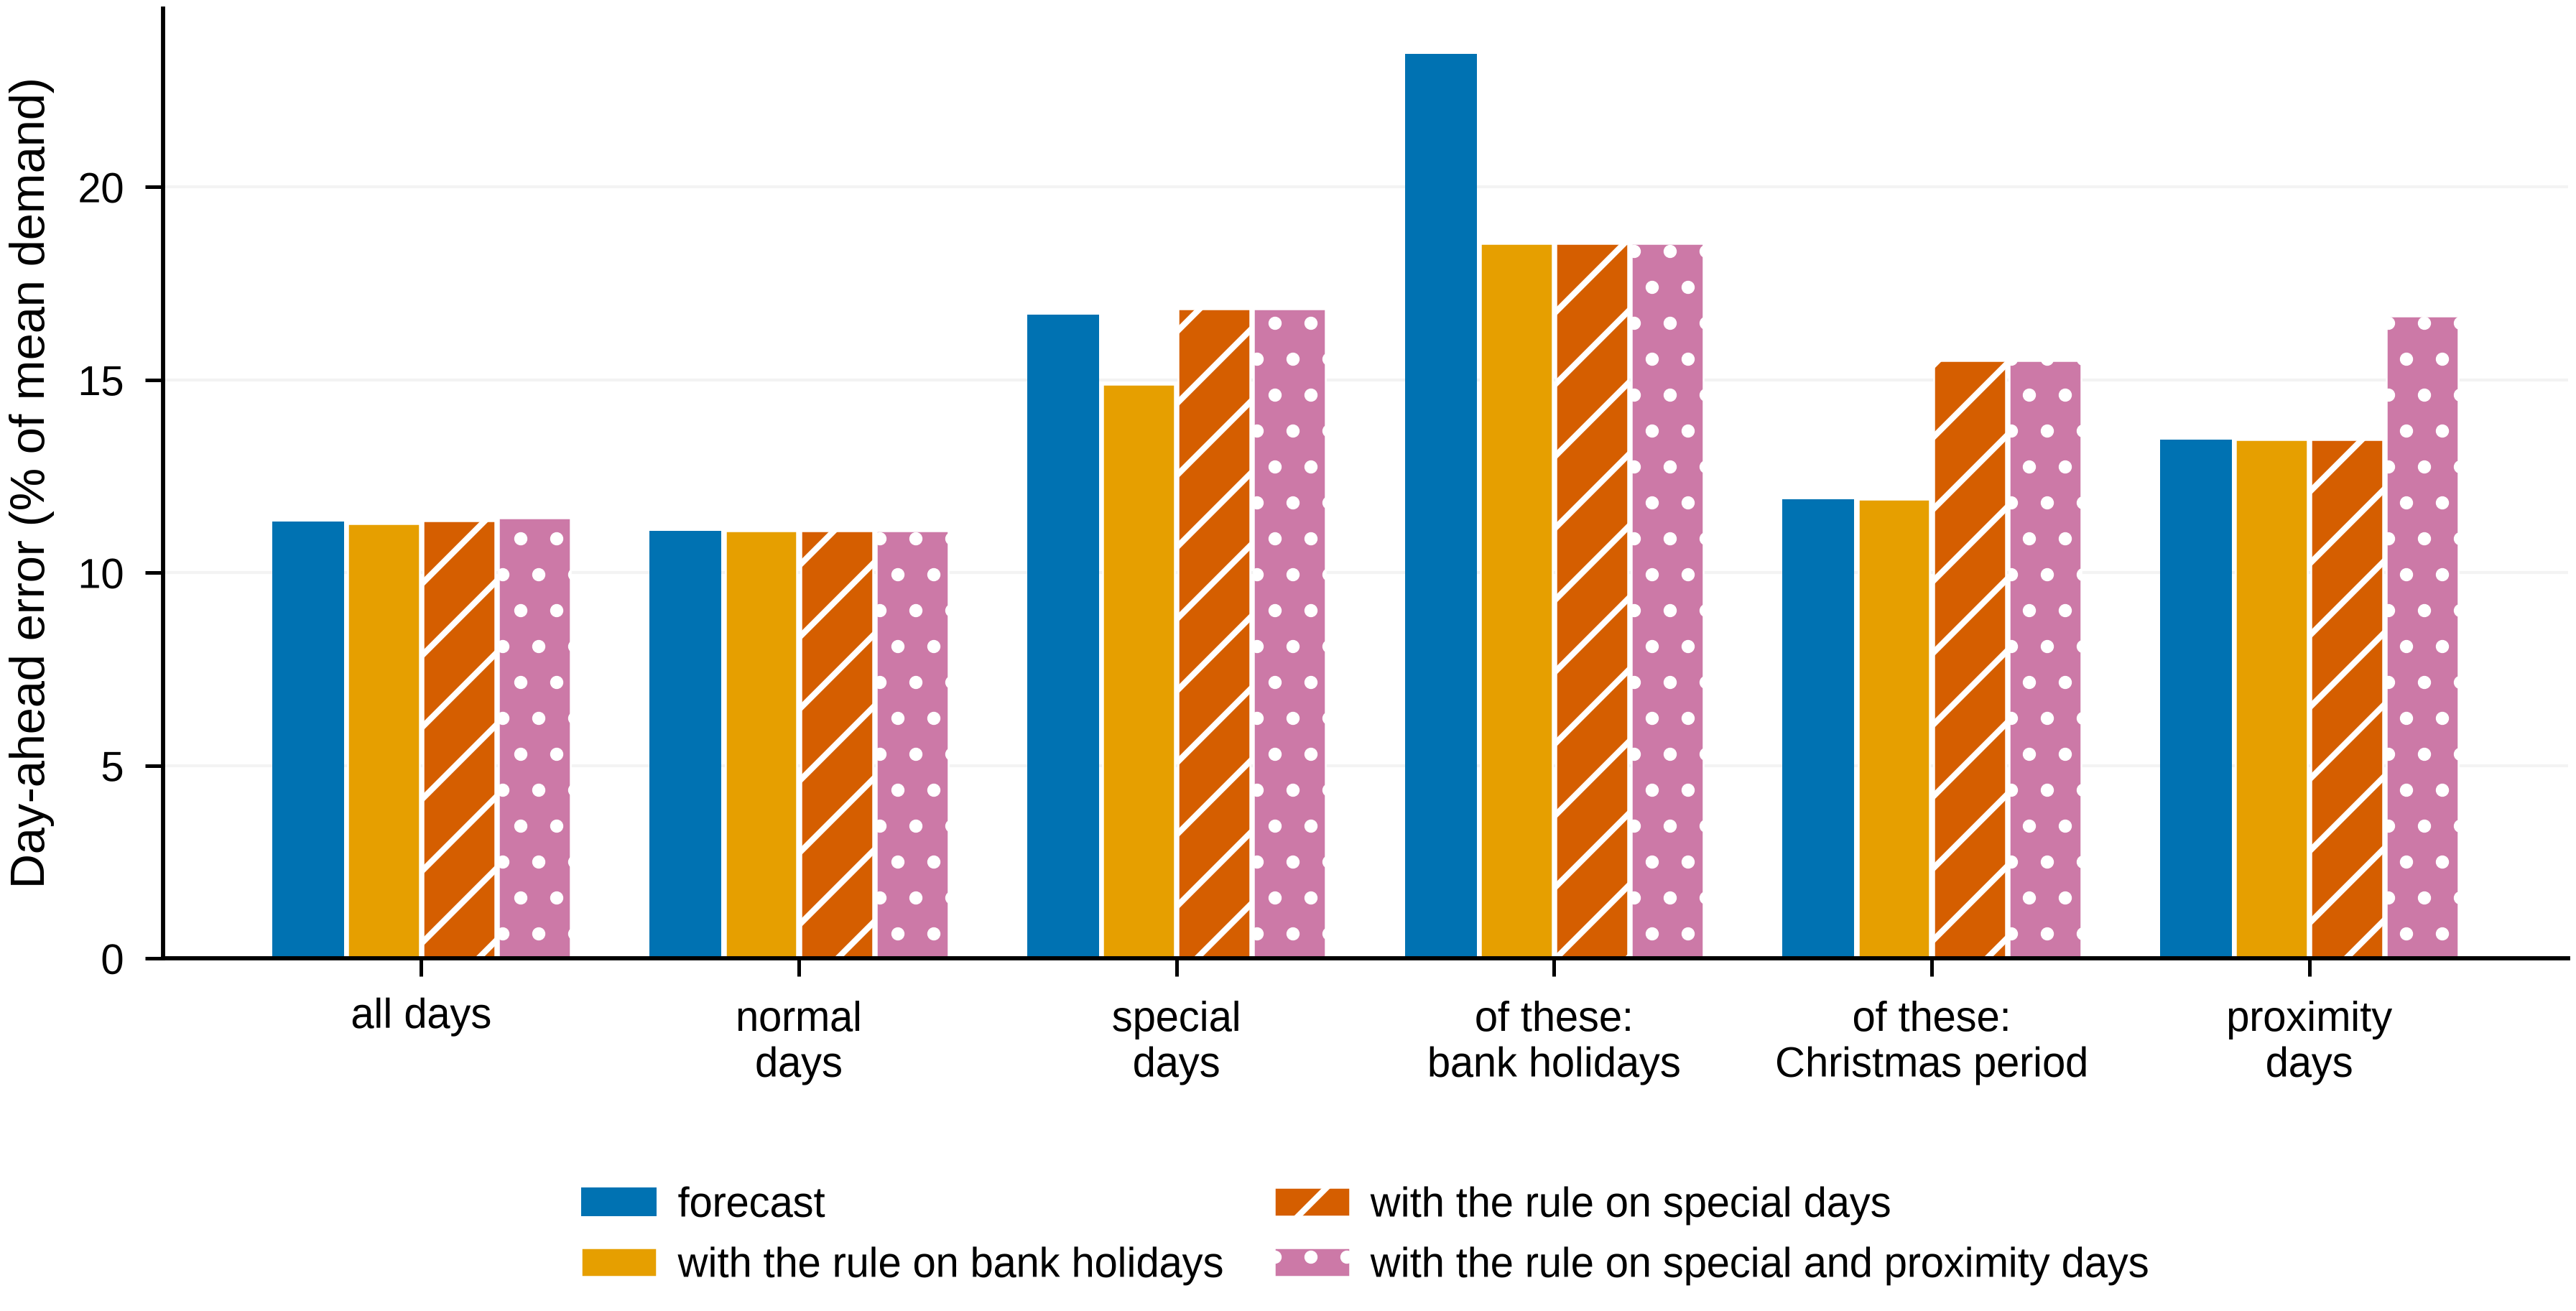 Day-ahead error (% of mean demand)
20
15
10
5
0
all days
normal
days
special
days
of these:
bank holidays
of these:
Christmas period
proximity
days
forecast
with the rule on bank holidays
with the rule on special days
with the rule on special and proximity days